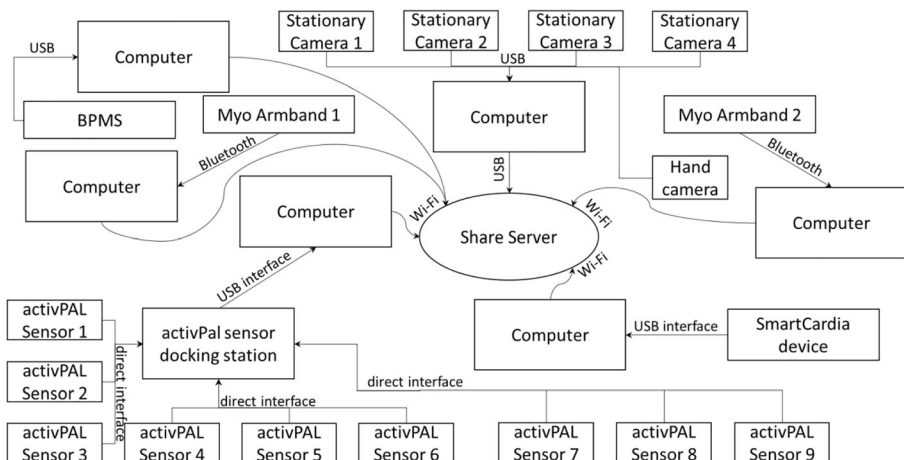 Stationary
Camera 1
Stationary
Camera 2
Stationary
Camera 3
Stationary
Camera 4
USB
Computer
USB
Computer
BPMS
Myo Armband 1
Myo Armband 2
Bluetooth
USB
Bluetooth
Computer
Hand
camera
Computer
Wi-Fi
Share Server
Wi-Fi
Computer
Wi-Fi
USB interface
activPAL
Sensor 1
activPal sensor
docking station
Computer
USB interface
SmartCardia
device
activPAL
Sensor 2
direct interface
direct interface
direct interface
activPAL
Sensor 3
activPAL
Sensor 4
activPAL
Sensor 5
activPAL
Sensor 6
activPAL
Sensor 7
activPAL
Sensor 8
activPAL
Sensor 9